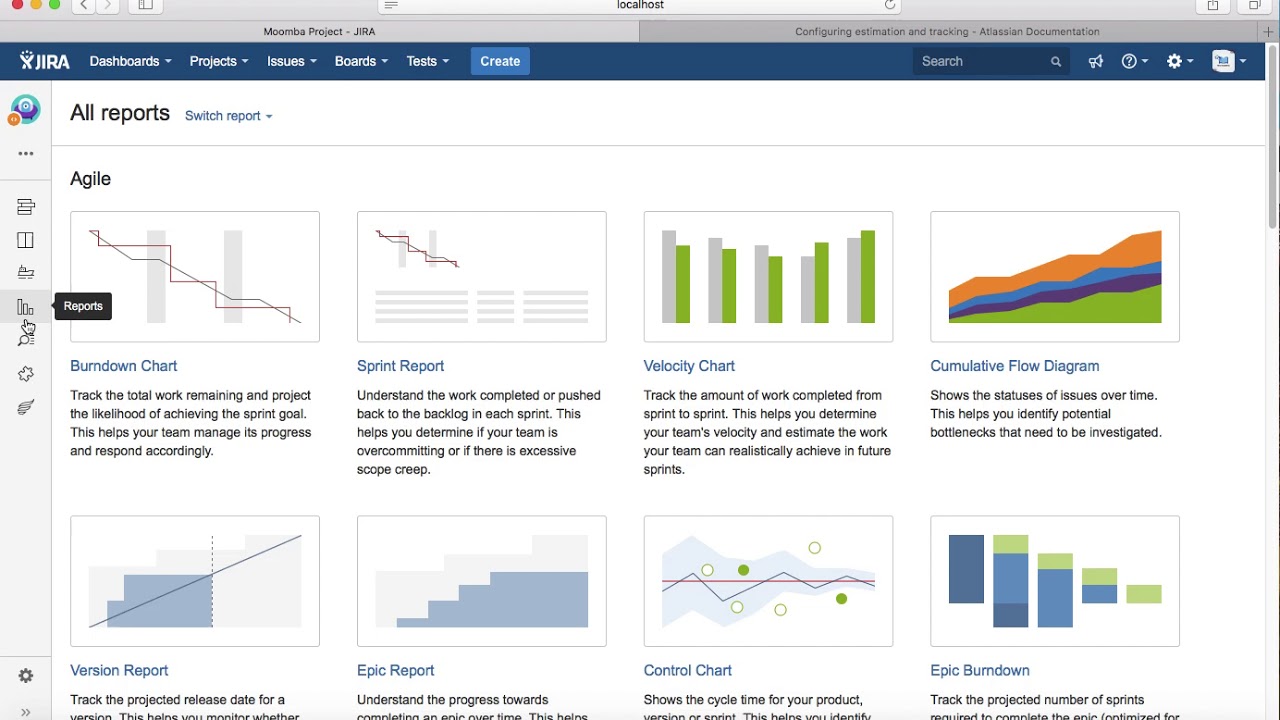 localhost
Moomba Project - JIRA
Configuring estimation and tracking - Atlassian Documentation
JIRA Dashboards Projects Issues Boards Tests Create Search
All reports Switch report
Agile
Reports
Burndown Chart
Track the total work remaining and project
the likelihood of achieving the sprint goal.
This helps your team manage its progress
and respond accordingly.
Sprint Report
Understand the work completed or pushed
back to the backlog in each sprint. This
helps you determine if your team is
overcommitting or if there is excessive
scope creep.
Velocity Chart
Track the amount of work completed from
sprint to sprint. This helps you determine
your team's velocity and estimate the work
your team can realistically achieve in future
sprints.
Cumulative Flow Diagram
Shows the statuses of issues over time.
This helps you identify potential
bottlenecks that need to be investigated.
Version Report
Track the projected release date for a
version. This helps you monitor whether
Epic Report
Understand the progress towards
completing an epic over time. This helps
Control Chart
Shows the cycle time for your product,
version or sprint. This helps you identify
Epic Burndown
Track the projected number of sprints
required to complete the epic (optimized for